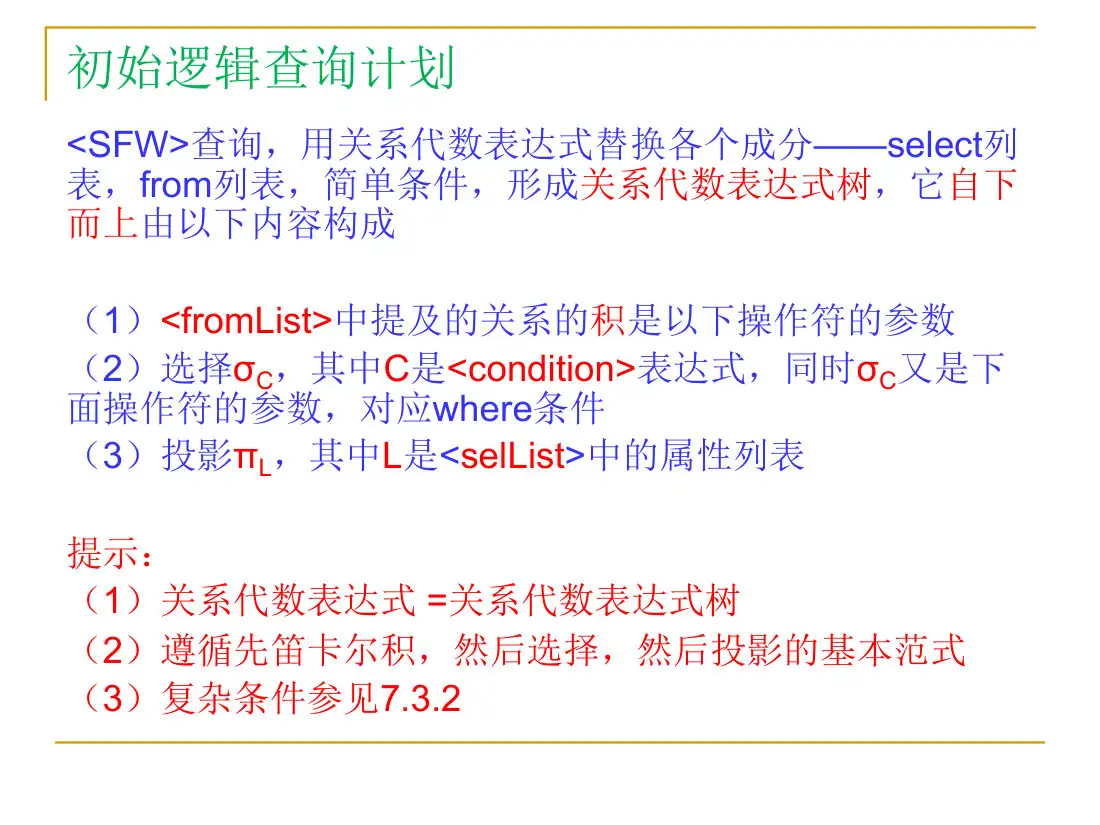 初始逻辑查询计划
<SFW>查询，用关系代数表达式替换各个成分——select列
表，from列表，简单条件，形成关系代数表达式树，它自下
而上由以下内容构成
（1）<fromList>中提及的关系的积是以下操作符的参数
（2）选择σC，其中C是<condition>表达式，同时σC又是下
面操作符的参数，对应where条件
（3）投影πL，其中L是<selList>中的属性列表
提示：
（1）关系代数表达式 =关系代数表达式树
（2）遵循先笛卡尔积，然后选择，然后投影的基本范式
（3）复杂条件参见7.3.2